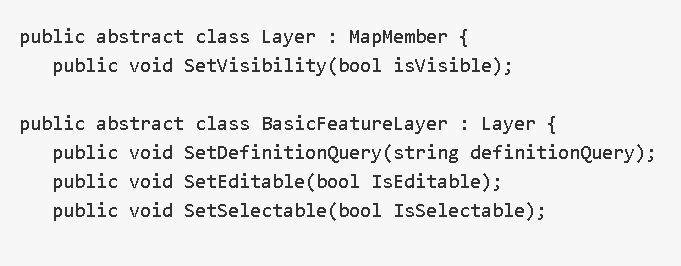 public abstract class Layer : MapMember {
public void SetVisibility(bool isVisible);
public abstract class BasicFeatureLayer : Layer {
public void SetDefinitionQuery(string definitionQuery);
public void SetEditable(bool IsEditable);
public void SetSelectable(bool IsSelectable);